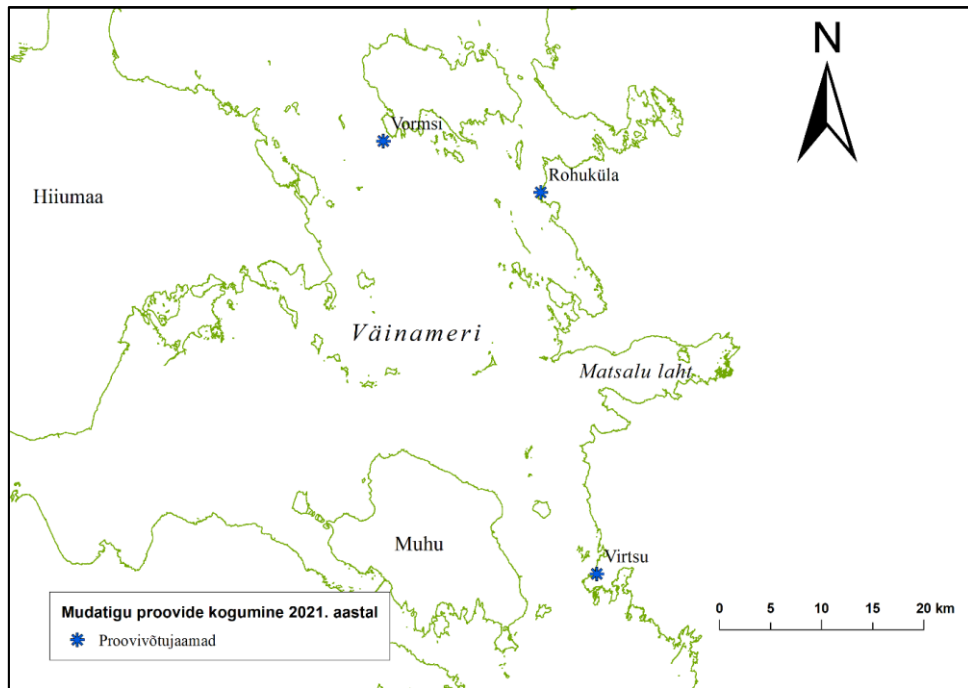 N
Vormsi
Rohuküla
Hiiumaa
Väinameri
Matsalu laht
Muhu
Virtsu
Mudatigu proovide kogumine 2021. aastal
Proovivõtujaamad
0 5 10 15 20 km